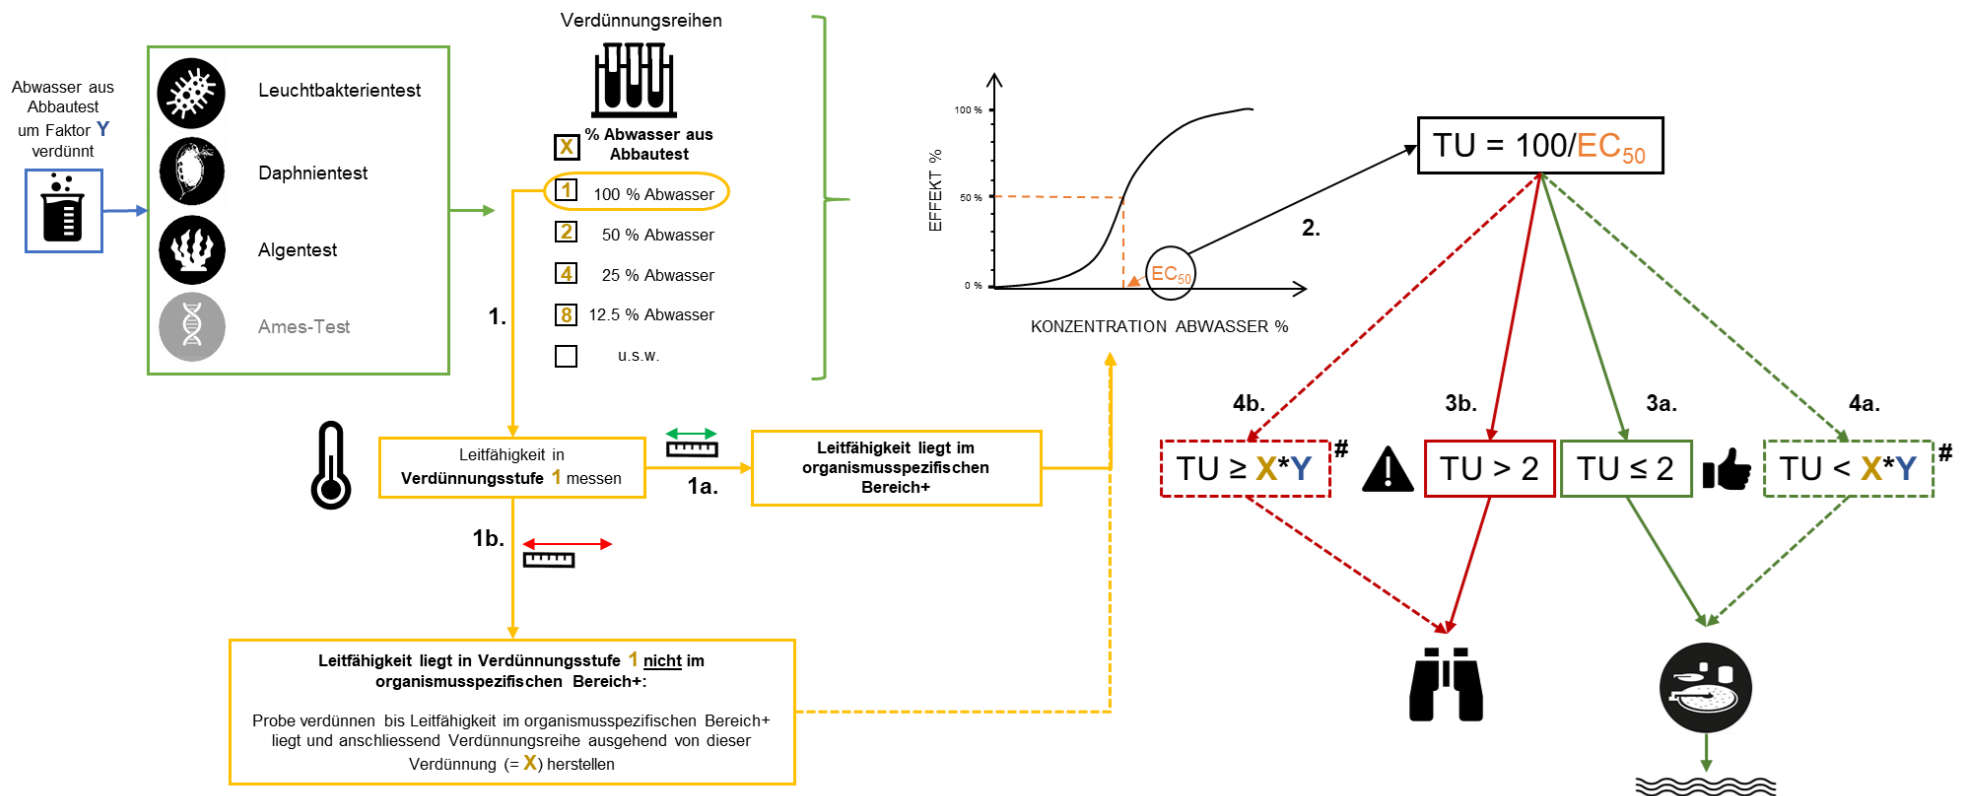 Abwasser aus
Abbautest
um Faktor Y
verdünnt
Leuchtbakterientest
Daphnientest
Algentest
Ames-Test
Verdünnungsreihen
X % Abwasser aus
Abbautest
1 100 % Abwasser
2 50 % Abwasser
4 25 % Abwasser
8 12.5 % Abwasser
u.s.w.
1.
Leitfähigkeit in
Verdünnungsstufe 1 messen
1a.
Leitfähigkeit liegt im
organismusspezifischen
Bereich+
1b.
Leitfähigkeit liegt in Verdünnungsstufe 1 nicht im
organismusspezifischen Bereich+:
Probe verdünnen bis Leitfähigkeit im organismusspezifischen Bereich+
liegt und anschliessend Verdünnungsreihe ausgehend von dieser
Verdünnung (= X) herstellen
EFFEKT %
100 %
50 %
0 %
EC50
KONZENTRATION ABWASSER %
2.
TU = 100/EC50
4b.
3b.
3a.
4a.
TU ≥ X*Y #
TU > 2
TU ≤ 2
TU < X*Y #